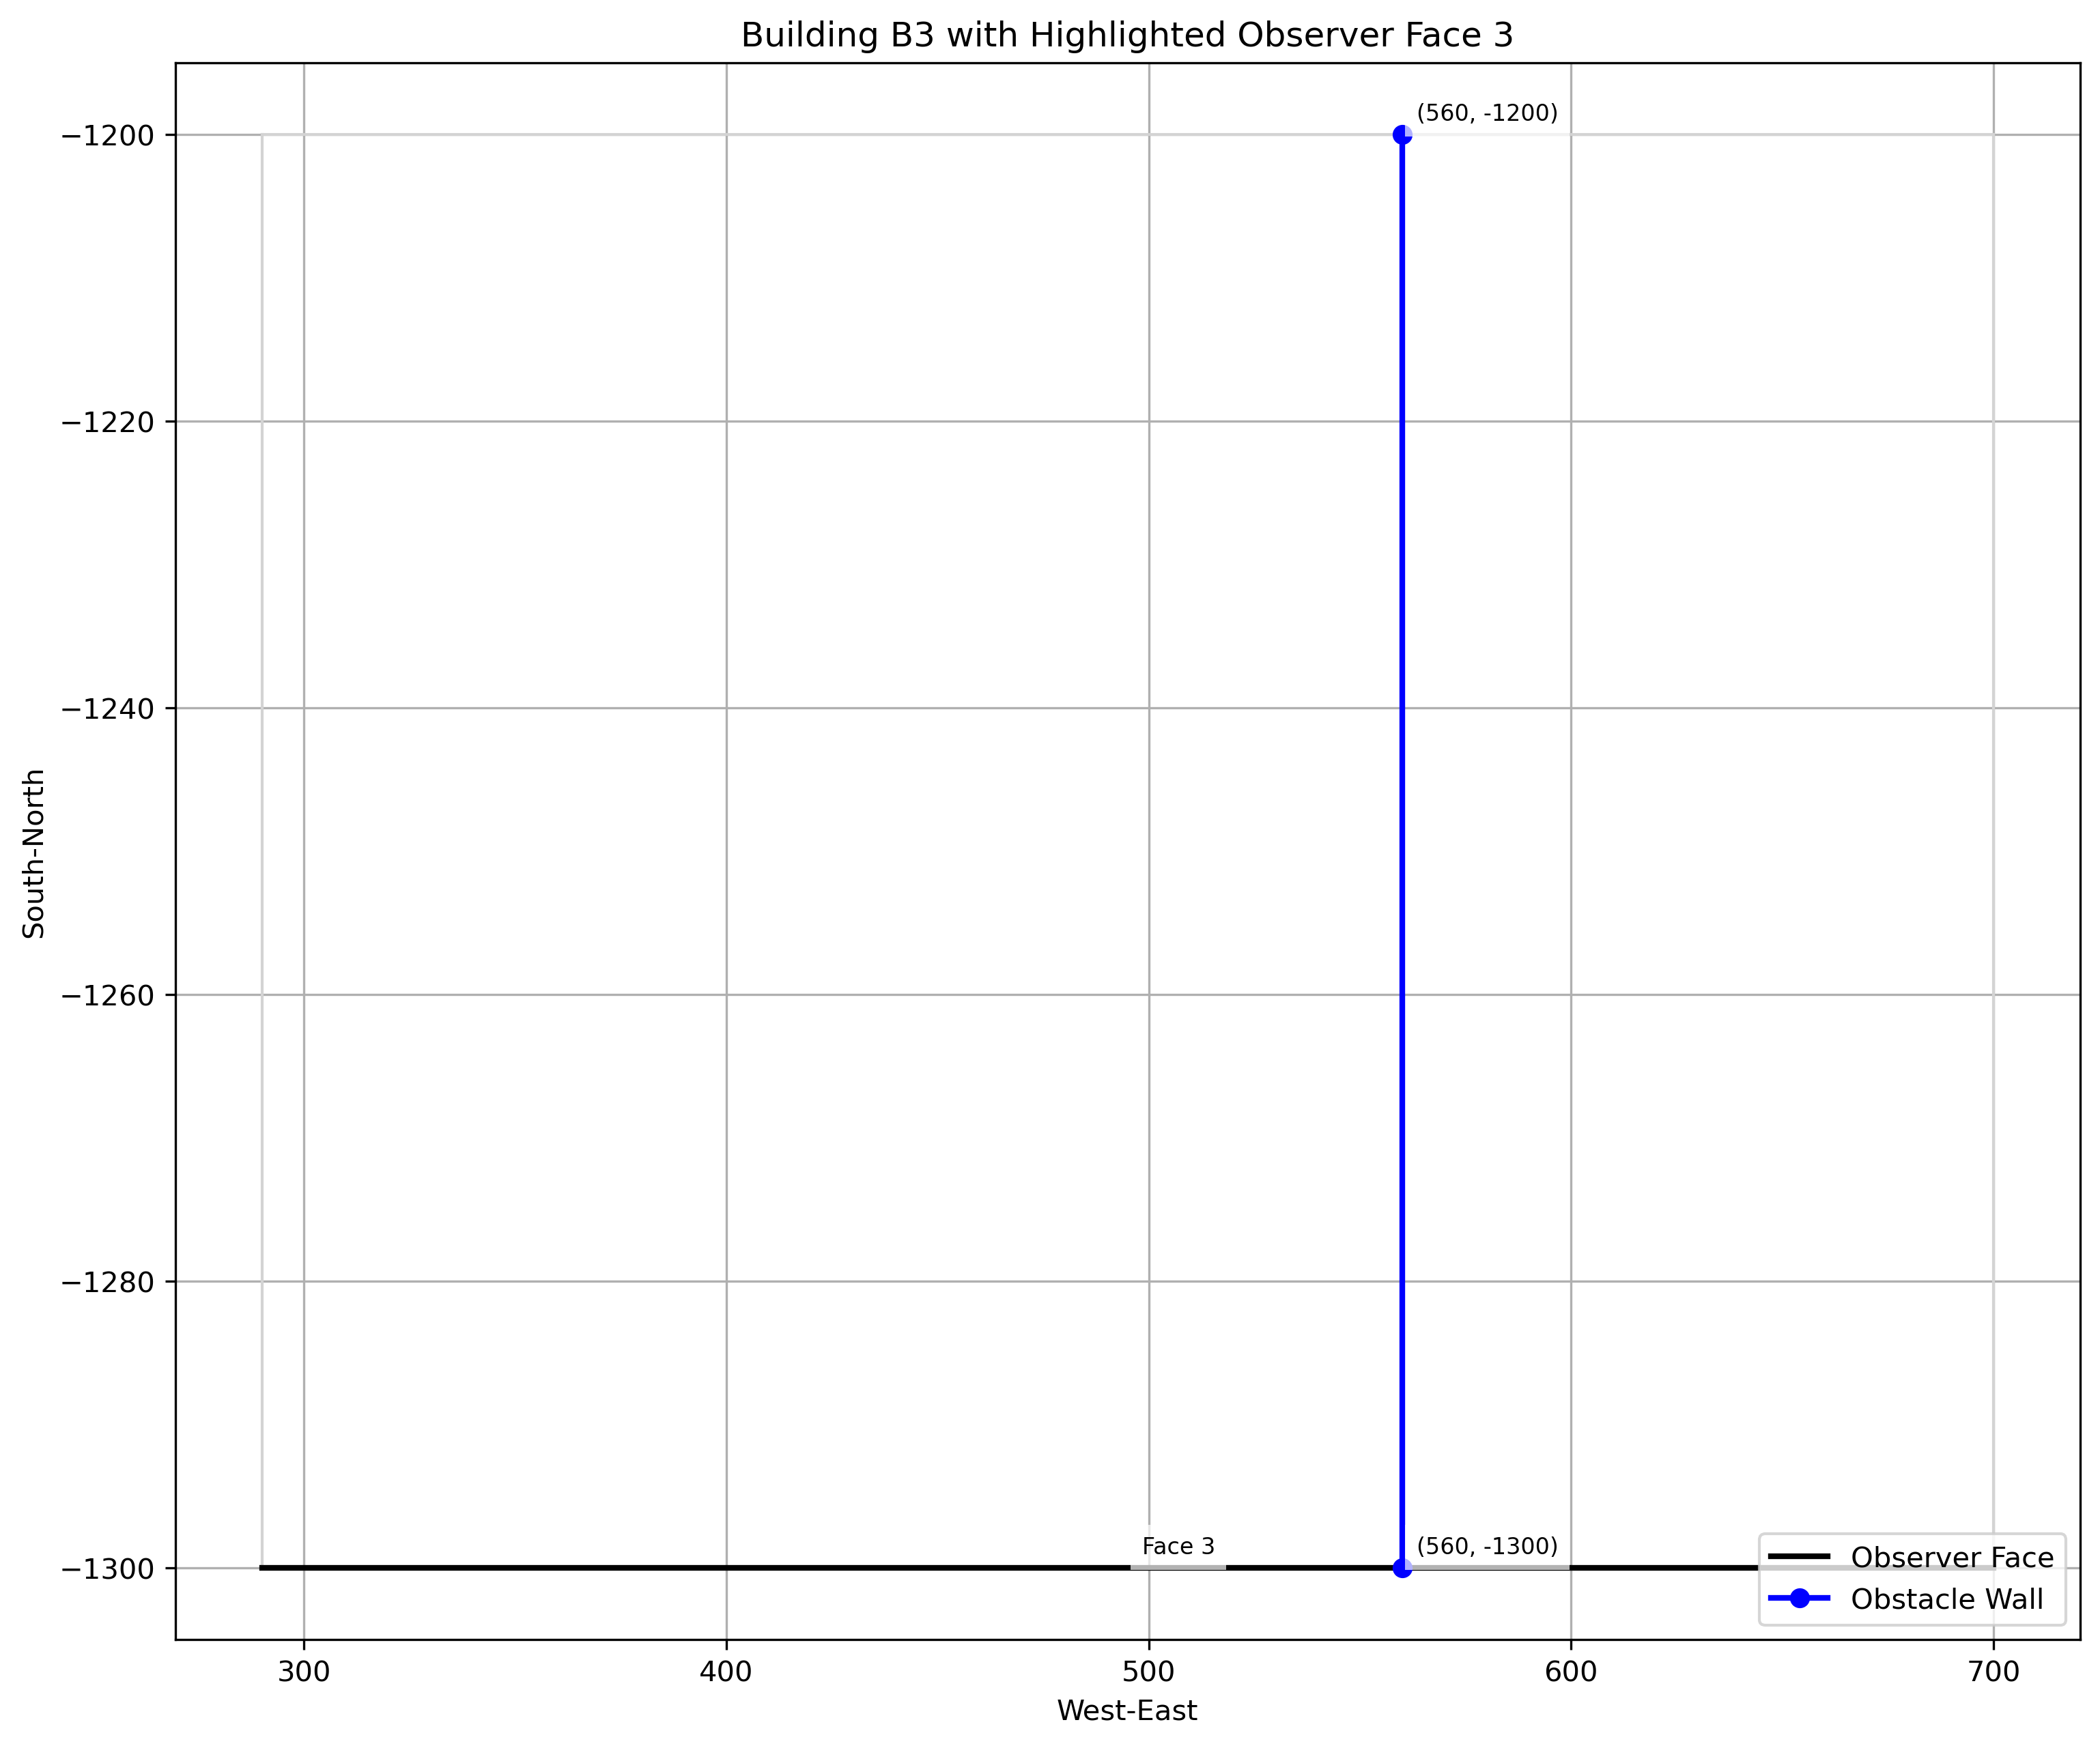 Building B3 with Highlighted Observer Face 3
(560, -1200)
−1200
−1220
−1240
−1260
−1280
−1300
South-North
Face 3
(560, -1300)
Observer Face
Obstacle Wall
300
400
500
600
700
West-East